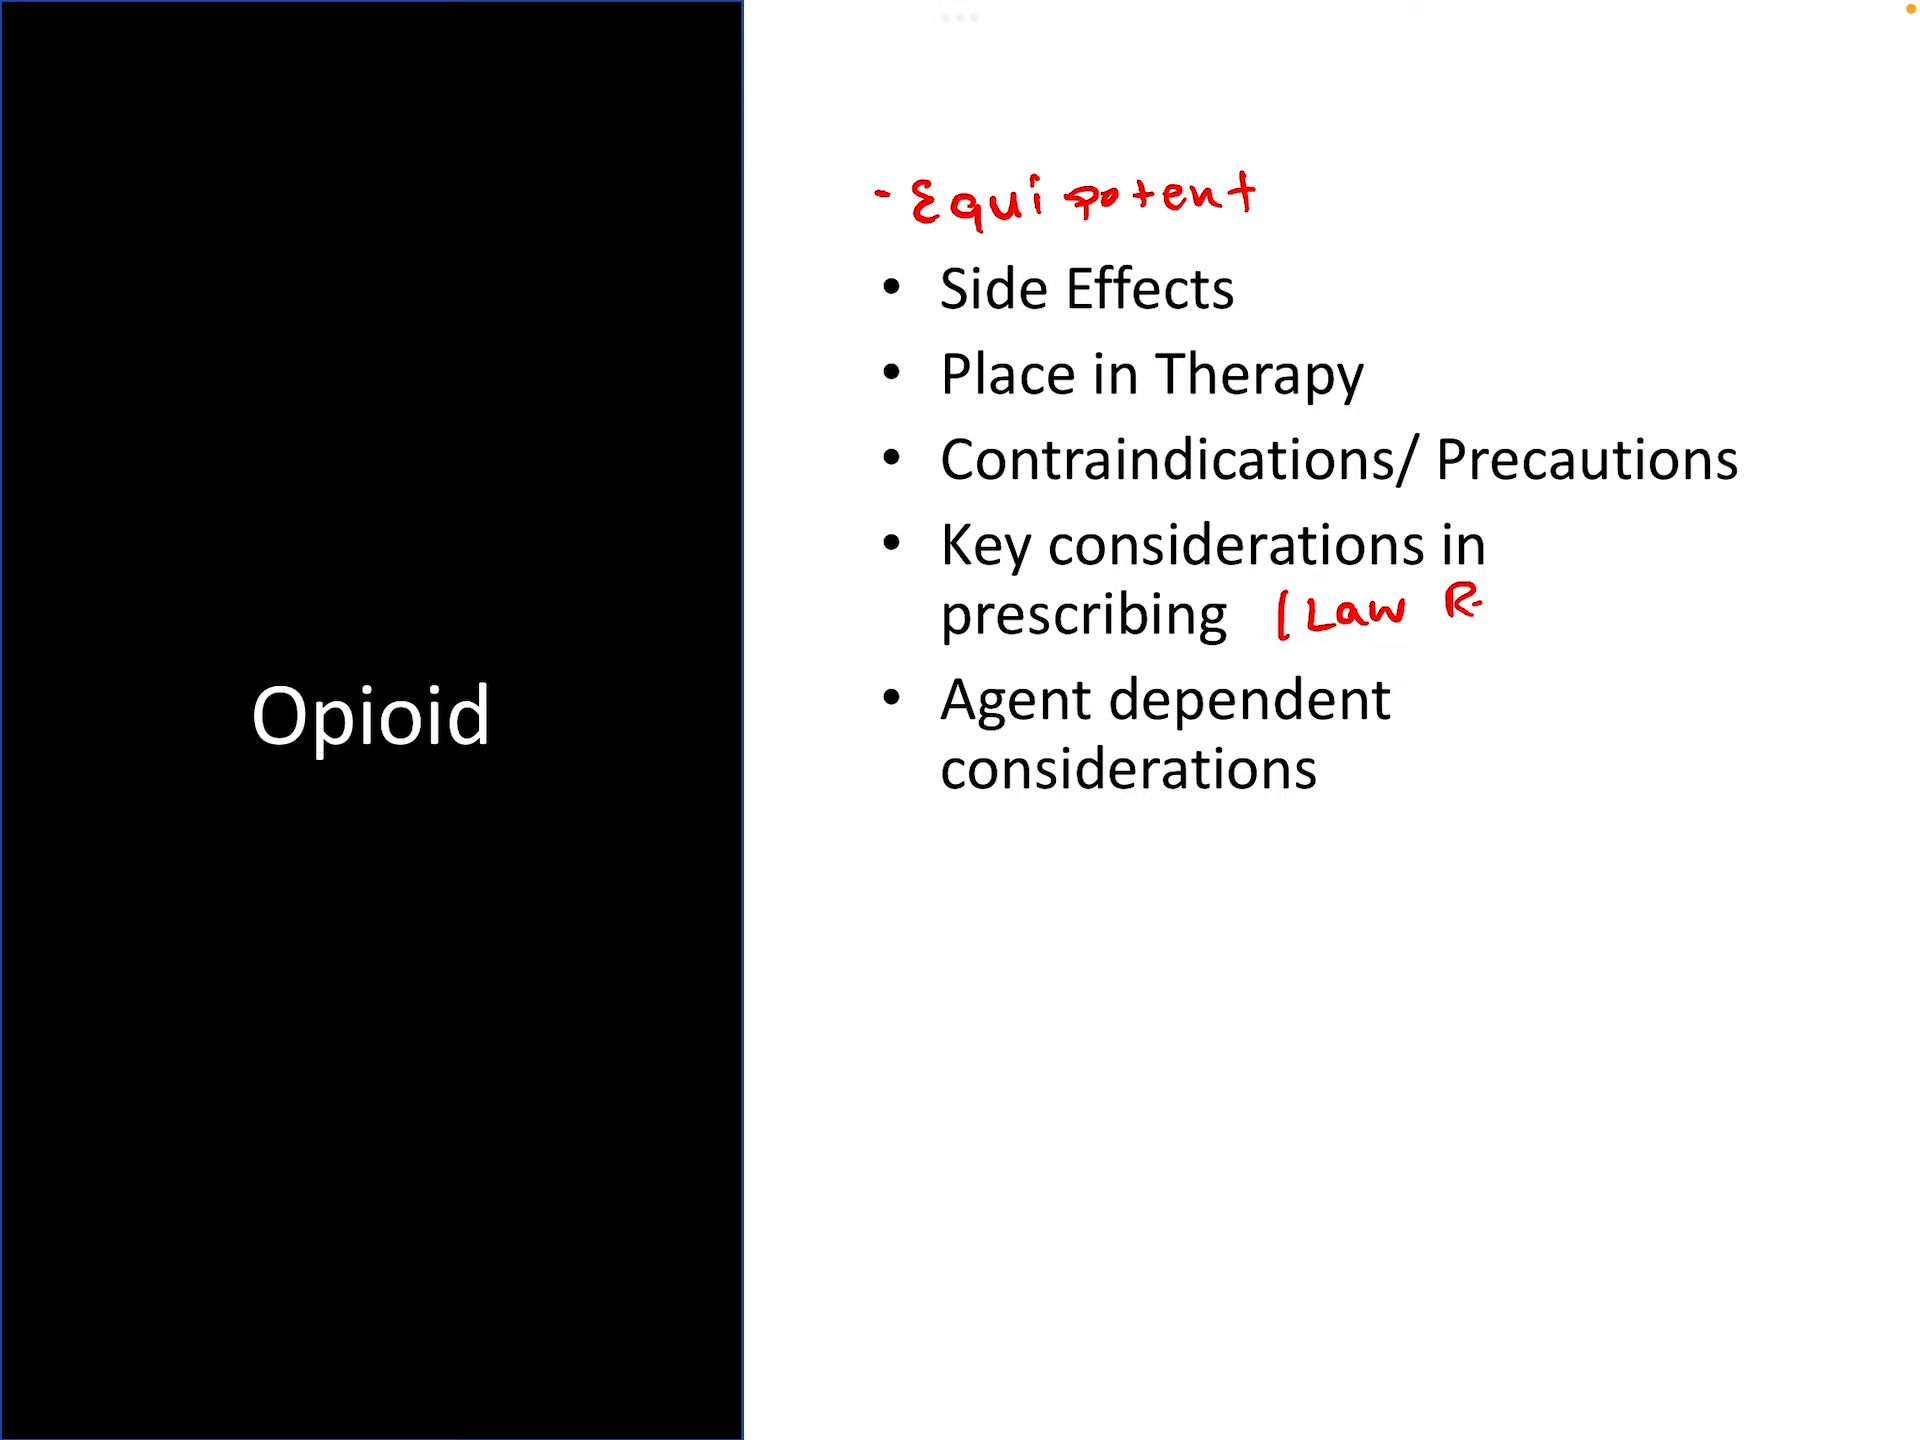 Opioid
- Equipotent
• Side Effects
• Place in Therapy
• Contraindications/ Precautions
• Key considerations in
prescribing (Law R
• Agent dependent
considerations